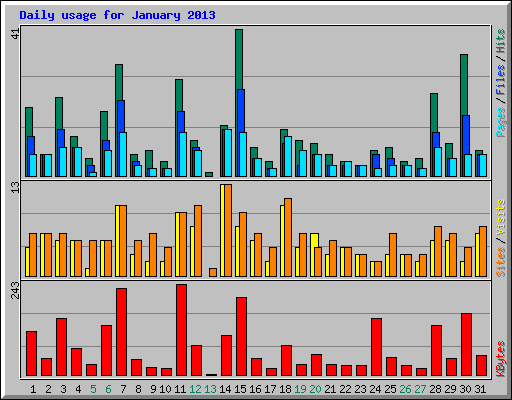 Daily usage for January 2013
41
Pages / Files / Hits
13
Sites / Visits
243
KBytes
1 2 3 4 5 6 7 8 9 10 11 12 13 14 15 16 17 18 19 20 21 22 23 24 25 26 27 28 29 30 31